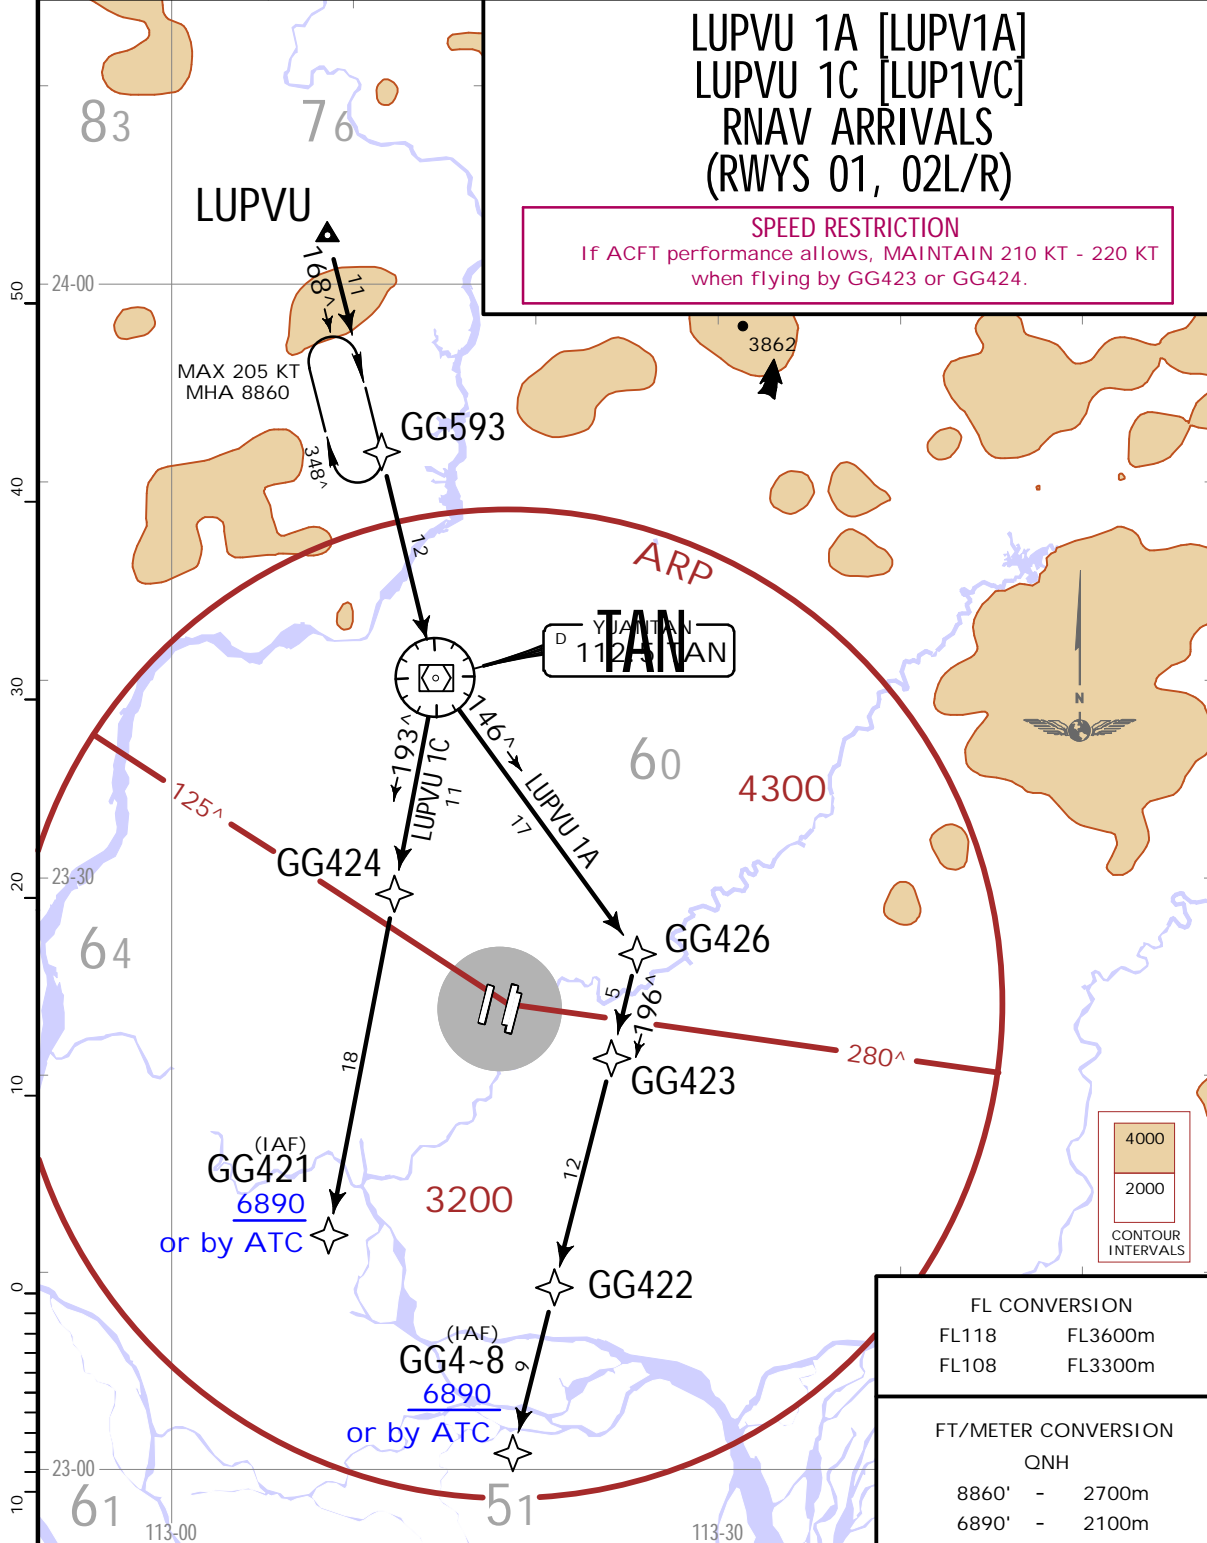 LUPVU 1A [LUPV1A]
LUPVU 1C [LUP1VC]
RNAV ARRIVALS
(RWYS 01, 02L/R)
SPEED RESTRICTION
If ACFT performance allows, MAINTAIN 210 KT - 220 KT
when flying by GG423 or GG424.
83
76
LUPVU
168^
11
24-00
50
3862
MAX 205 KT
MHA 8860
GG593
348^
40
12
ARP
YUANTAN
D
112.5 TAN
TAN
30
N
193^
LUPVU 1C
11
146^
LUPVU 1A
17
60
4300
125^
GG424
23-30
20
64
GG426
5
196^
280^
GG423
18
10
12
(IAF)
GG421
6890
or by ATC
3200
4000
2000
CONTOUR
INTERVALS
0
GG422
(IAF)
GG4~8
6890
or by ATC
9
FL CONVERSION
FL118 FL3600m
FL108 FL3300m
FT/METER CONVERSION
QNH
8860' - 2700m
6890' - 2100m
23-00
10
61
51
113-00
113-30